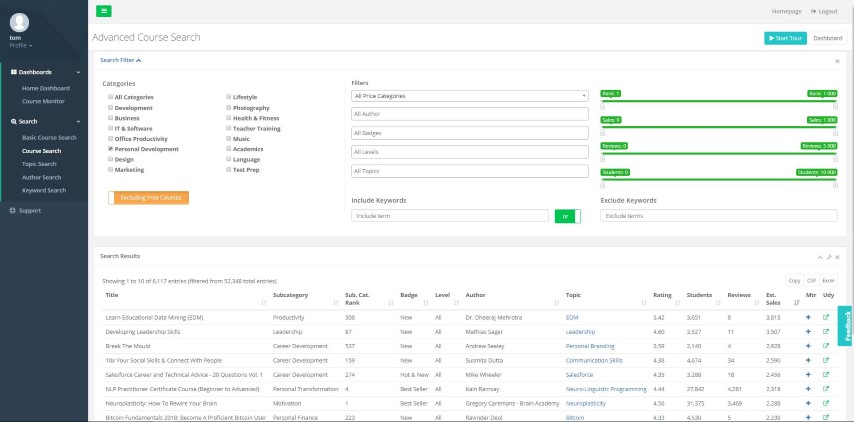 Homepage Logout
tom
Profile
Advanced Course Search
Start Tour Dashboard
Search Filter
Dashboards
Home Dashboard
Course Monitor
Search
Basic Course Search
Course Search
Topic Search
Author Search
Keyword Search
Support
Categories
All Categories Lifestyle
Development Photography
Business Health & Fitness
IT & Software Teacher Training
Office Productivity Music
Personal Development Academics
Design Language
Marketing Test Prep
Excluding Free Courses
Filters
All Price Categories
All Author
All Badges
All Levels
All Topics
Rank: 1 Rank: 1 000
Sales: 0 Sales: 1 000
Reviews: 0 Reviews: 5 000
Students: 0 Students: 10 000
Include Keywords
Include term
or
Exclude Keywords
Exclude terms
Search Results
Showing 1 to 10 of 6,117 entries (filtered from 52,348 total entries)
Copy CSV Excel
Title Subcategory Sub. Cat. Rank Badge Level Author Topic Rating Students Reviews Est. Sales Mtr Udy
Learn Educational Data Mining (EDM) Productivity 308 New All Dr. Dheeraj Mehrotra EDM 3.42 3,651 8 3,813
Developing Leadership Skills Leadership 87 New All Mathias Sager Leadership 4.60 2,527 11 3,507
Break The Mould Career Development 537 New All Andrew Seeley Personal Branding 3.59 2,140 4 2,928
10x Your Social Skills & Connect With People Career Development 159 New All Susmita Dutta Communication Skills 4.38 4,674 34 2,590
Salesforce Career and Technical Advice - 20 Questions Vol. 1 Career Development 274 Hot & New All Mike Wheeler Salesforce 4.35 3,288 18 2,456
NLP Practitioner Certificate Course (Beginner to Advanced) Personal Transformation 4 Best Seller All Kain Ramsay Neuro-Linguistic Programming 4.44 27,842 4,281 2,318
Neuroplasticity: How To Rewire Your Brain Motivation 1 Best Seller All Gregory Caremans - Brain Academy Neuroplasticity 4.56 31,375 3,469 2,288
Bitcoin Fundamentals 2018: Become A Proficient Bitcoin User Personal Finance 223 New All Ravinder Deol Bitcoin 4.33 4,530 5 2,239
Feedback